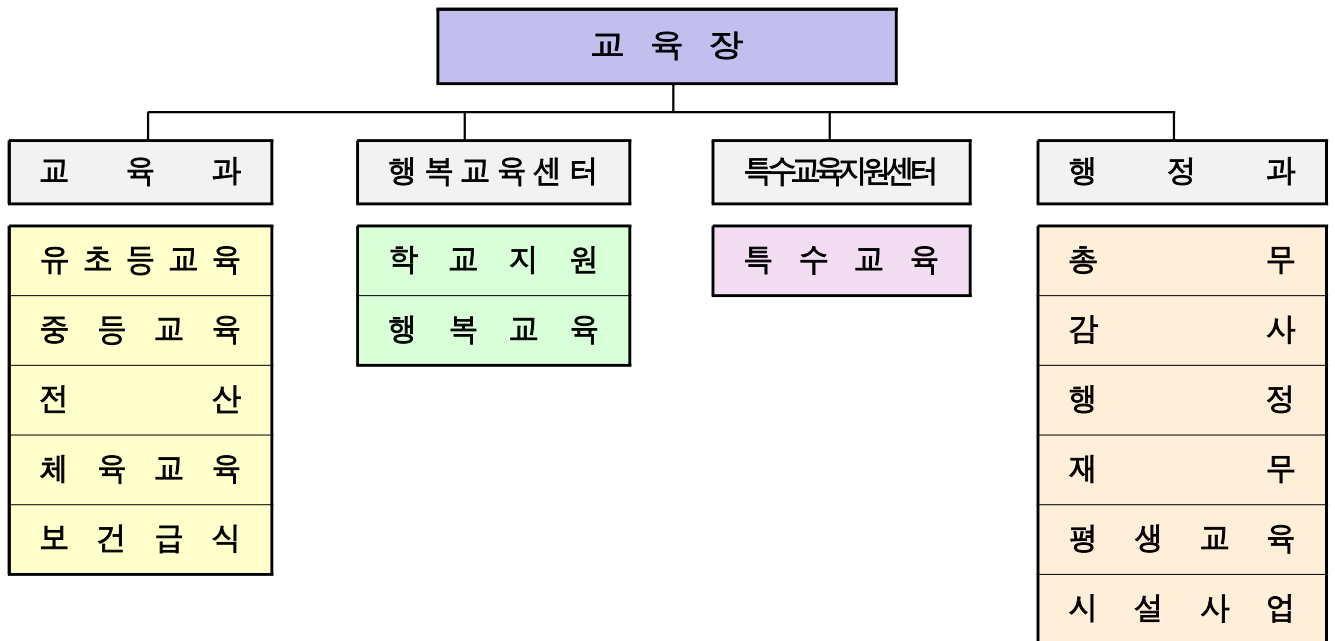 교육장
교육과
행복교육센터
특수교육지원센터
행정과
유초등교육
중등교육
전산
체육교육
보건급식
학교지원
행복교육
특수교육
총무
감사
행정
재무
평생교육
시설사업